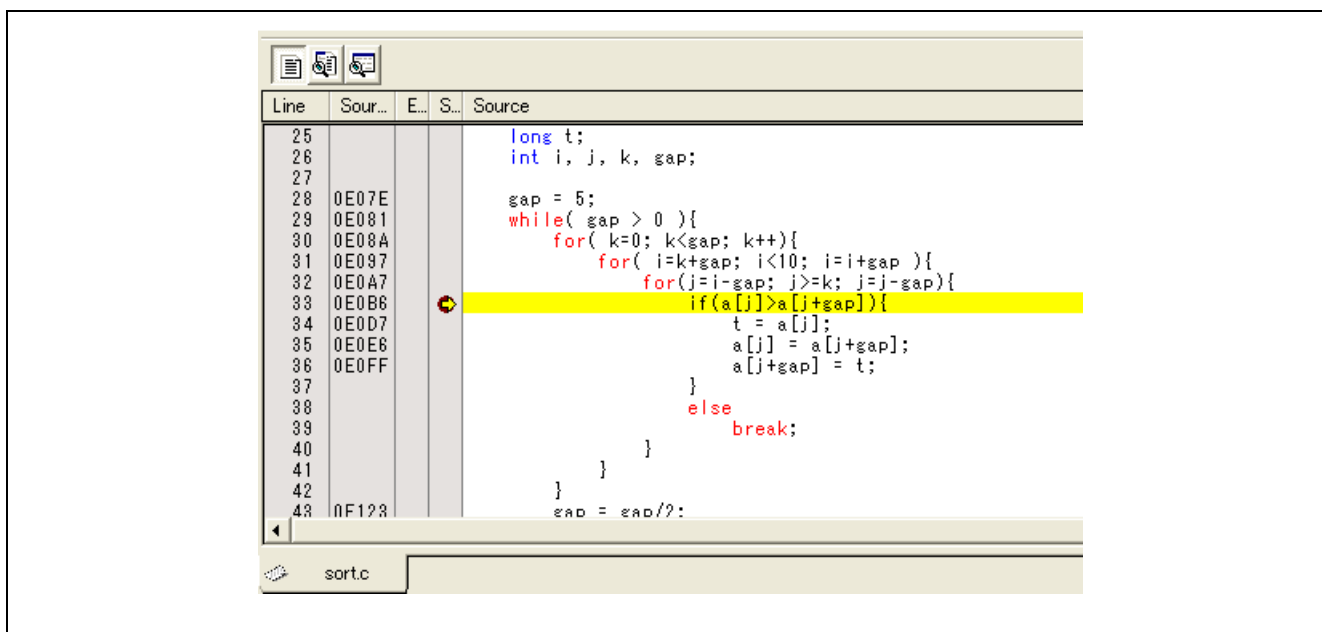 Line Sour... E... S... Source
25 long t;
26 int i, j, k, gap;
27
28 0E07E gap = 5;
29 0E081 while( gap > 0 ){
30 0E08A for( k=0; k<gap; k++){
31 0E097 for( i=k+gap; i<10; i=i+gap ){
32 0E0A7 for(j=i-gap; j>=k; j=j-gap){
33 0E0B6 if(a[j]>a[j+gap]){
34 0E0D7 t = a[j];
35 0E0E6 a[j] = a[j+gap];
36 0E0FF a[j+gap] = t;
37 }
38 else
39 break;
40 }
41 }
42 }
43 0E123 gap = gap/2;
sort.c